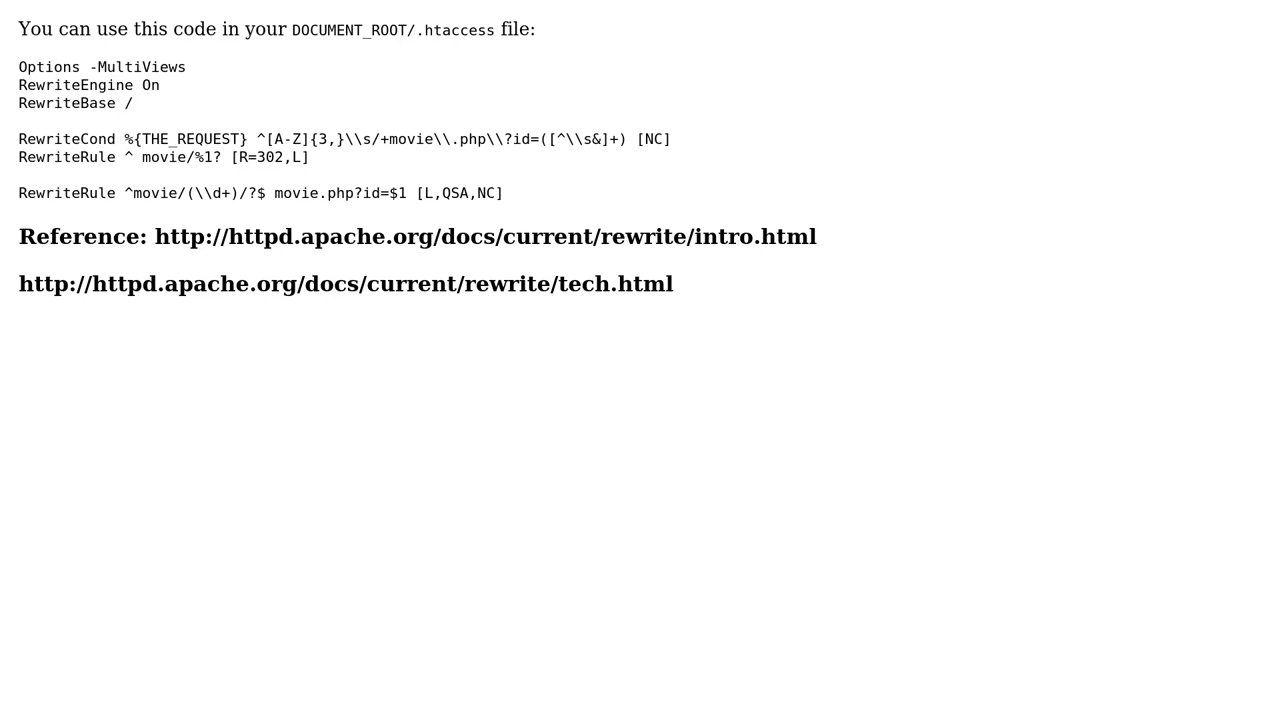 You can use this code in your DOCUMENT_ROOT/.htaccess file:
Options -MultiViews
RewriteEngine On
RewriteBase /
RewriteCond %{THE_REQUEST} ^[A-Z]{3,}\\s/+movie\\.php\\?id=([^\\s&]+) [NC]
RewriteRule ^ movie/%1? [R=302,L]
RewriteRule ^movie/(\\d+)/?$ movie.php?id=$1 [L,QSA,NC]
Reference: http://httpd.apache.org/docs/current/rewrite/intro.html
http://httpd.apache.org/docs/current/rewrite/tech.html